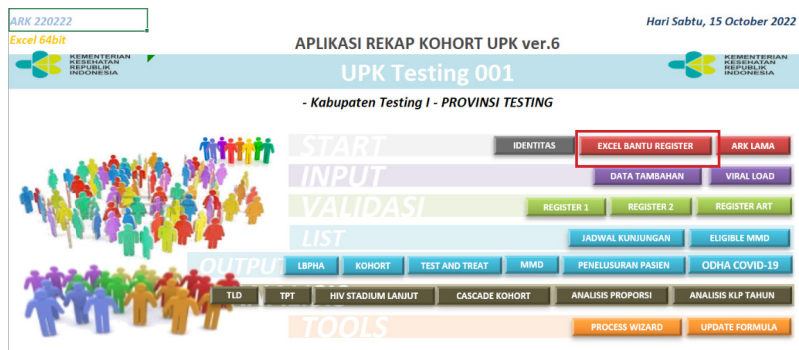 ARK 220222
Hari Sabtu, 15 October 2022
Excel 64bit
APLIKASI REKAP KOHORT UPK ver.6
KEMENTERIAN
KESEHATAN
REPUBLIK
INDONESIA
UPK Testing 001
KEMENTERIAN
KESEHATAN
REPUBLIK
INDONESIA
- Kabupaten Testing I - PROVINSI TESTING
START IDENTITAS EXCEL BANTU REGISTER ARK LAMA
INPUT DATA TAMBAHAN VIRAL LOAD
VALIDASI REGISTER 1 REGISTER 2 REGISTER ART
LIST JADWAL KUNJUNGAN ELIGIBLE MMD
OUTPUT LBPHA KOHORT TEST AND TREAT MMD PENELUSURAN PASIEN ODHA COVID-19
TLD TPT HIV STADIUM LANJUT CASCADE KOHORT ANALISIS PROPORSI ANALISIS KLP TAHUN
TOOLS PROCESS WIZARD UPDATE FORMULA